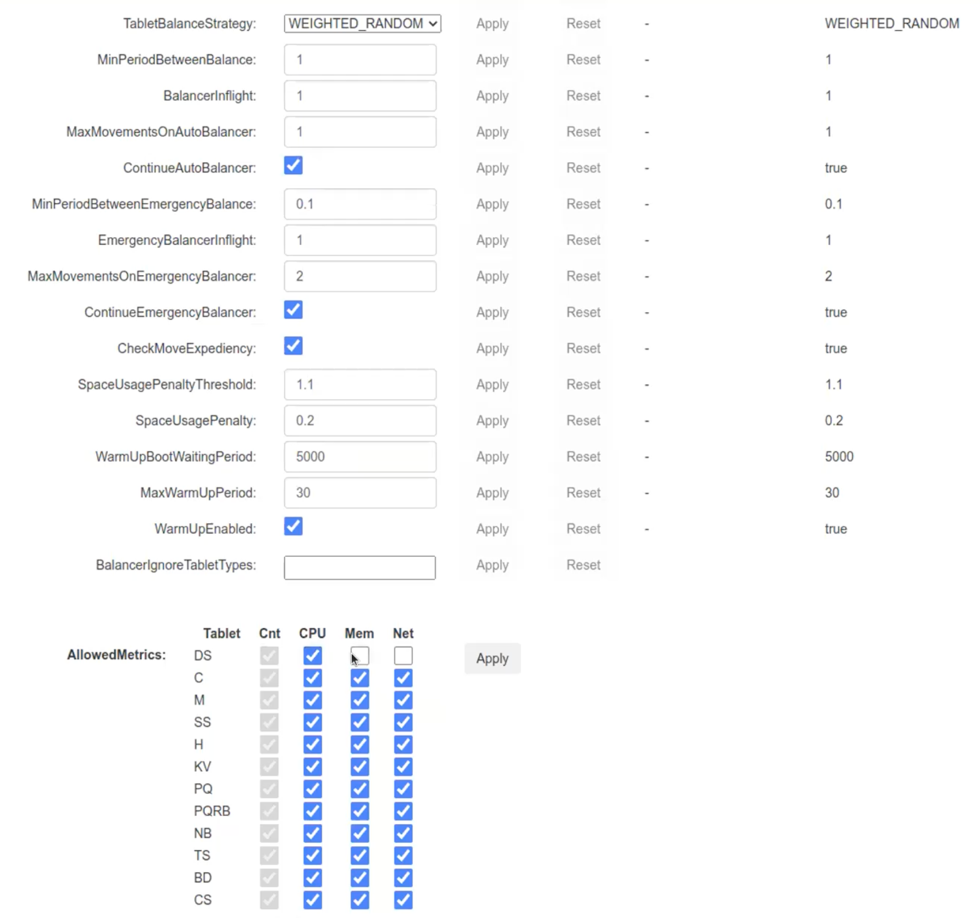 TabletBalanceStrategy: WEIGHTED_RANDOM Apply Reset - WEIGHTED_RANDOM
MinPeriodBetweenBalance: 1 Apply Reset - 1
BalancerInflight: 1 Apply Reset - 1
MaxMovementsOnAutoBalancer: 1 Apply Reset - 1
ContinueAutoBalancer: Apply Reset - true
MinPeriodBetweenEmergencyBalance: 0.1 Apply Reset - 0.1
EmergencyBalancerInflight: 1 Apply Reset - 1
MaxMovementsOnEmergencyBalancer: 2 Apply Reset - 2
ContinueEmergencyBalancer: Apply Reset - true
CheckMoveExpediency: Apply Reset - true
SpaceUsagePenaltyThreshold: 1.1 Apply Reset - 1.1
SpaceUsagePenalty: 0.2 Apply Reset - 0.2
WarmUpBootWaitingPeriod: 5000 Apply Reset - 5000
MaxWarmUpPeriod: 30 Apply Reset - 30
WarmUpEnabled: Apply Reset - true
BalancerIgnoreTabletTypes: Apply Reset
Tablet Cnt CPU Mem Net
AllowedMetrics: DS Apply
C
M
SS
H
KV
PQ
PQRB
NB
TS
BD
CS